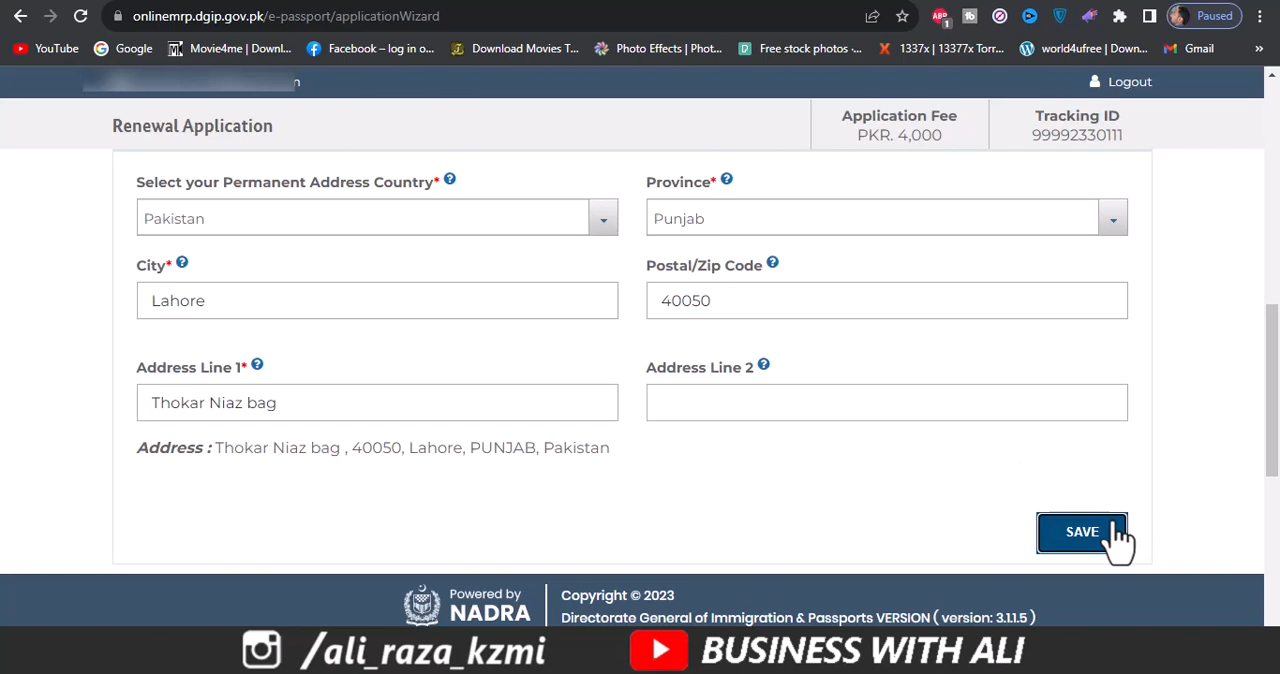 onlinemrp.dgip.gov.pk/e-passport/applicationWizard
ABP 1
tb
Paused
YouTube
Google
Movie4me | Downl...
Facebook – log in o...
Download Movies T...
Photo Effects | Phot...
Free stock photos -...
1337x | 13377x Torr...
world4ufree | Down...
Gmail
»
n
Logout
Renewal Application
Application Fee
PKR. 4,000
Tracking ID
99992330111
Select your Permanent Address Country* ?
Province* ?
Pakistan
Punjab
City* ?
Postal/Zip Code ?
Lahore
40050
Address Line 1* ?
Address Line 2 ?
Thokar Niaz bag
Address : Thokar Niaz bag , 40050, Lahore, PUNJAB, Pakistan
SAVE
Powered by
NADRA
Copyright © 2023
Directorate General of Immigration & Passports VERSION ( version: 3.1.1.5 )
/ali_raza_kzmi
BUSINESS WITH ALI